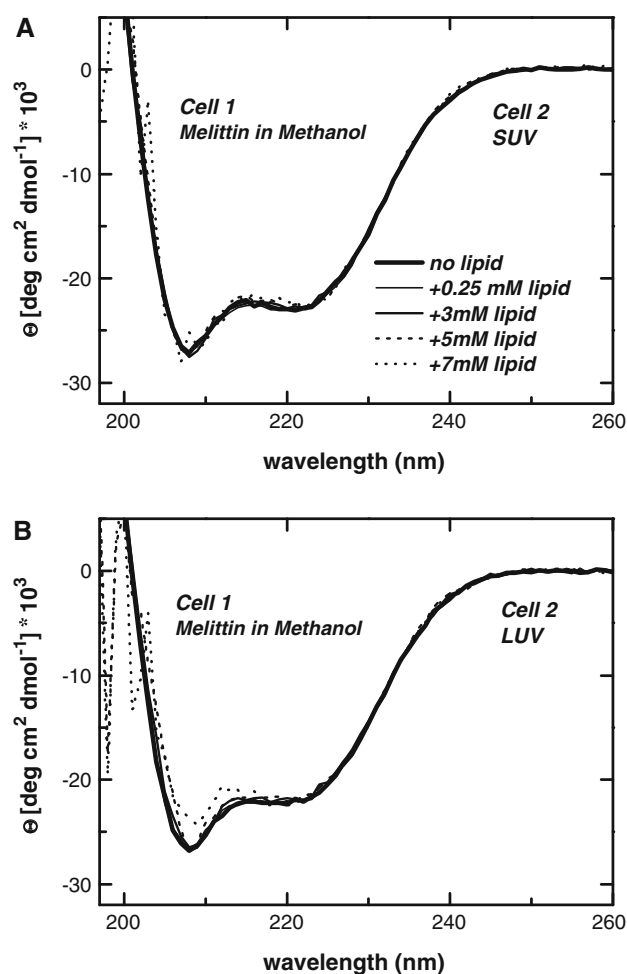 A
Θ [deg cm² dmol⁻¹] * 10³
0
-10
-20
-30
Cell 1
Melittin in Methanol
Cell 2
SUV
no lipid
+0.25 mM lipid
+3mM lipid
+5mM lipid
+7mM lipid
200
220
240
260
wavelength (nm)
B
Θ [deg cm² dmol⁻¹] * 10³
0
-10
-20
-30
Cell 1
Melittin in Methanol
Cell 2
LUV
200
220
240
260
wavelength (nm)